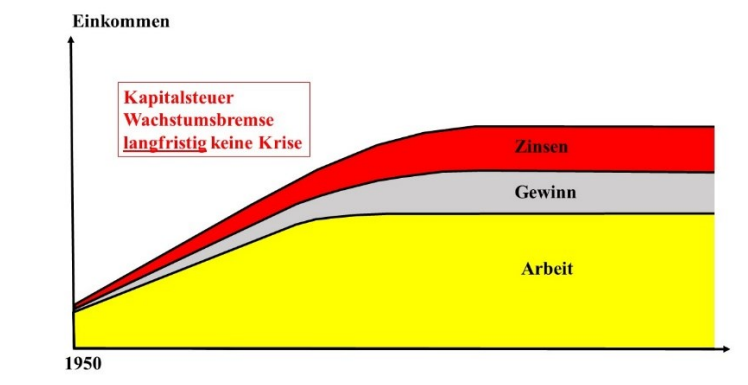 Einkommen
Kapitalsteuer
Wachstumsbremse
langfristig keine Krise
Zinsen
Gewinn
Arbeit
1950